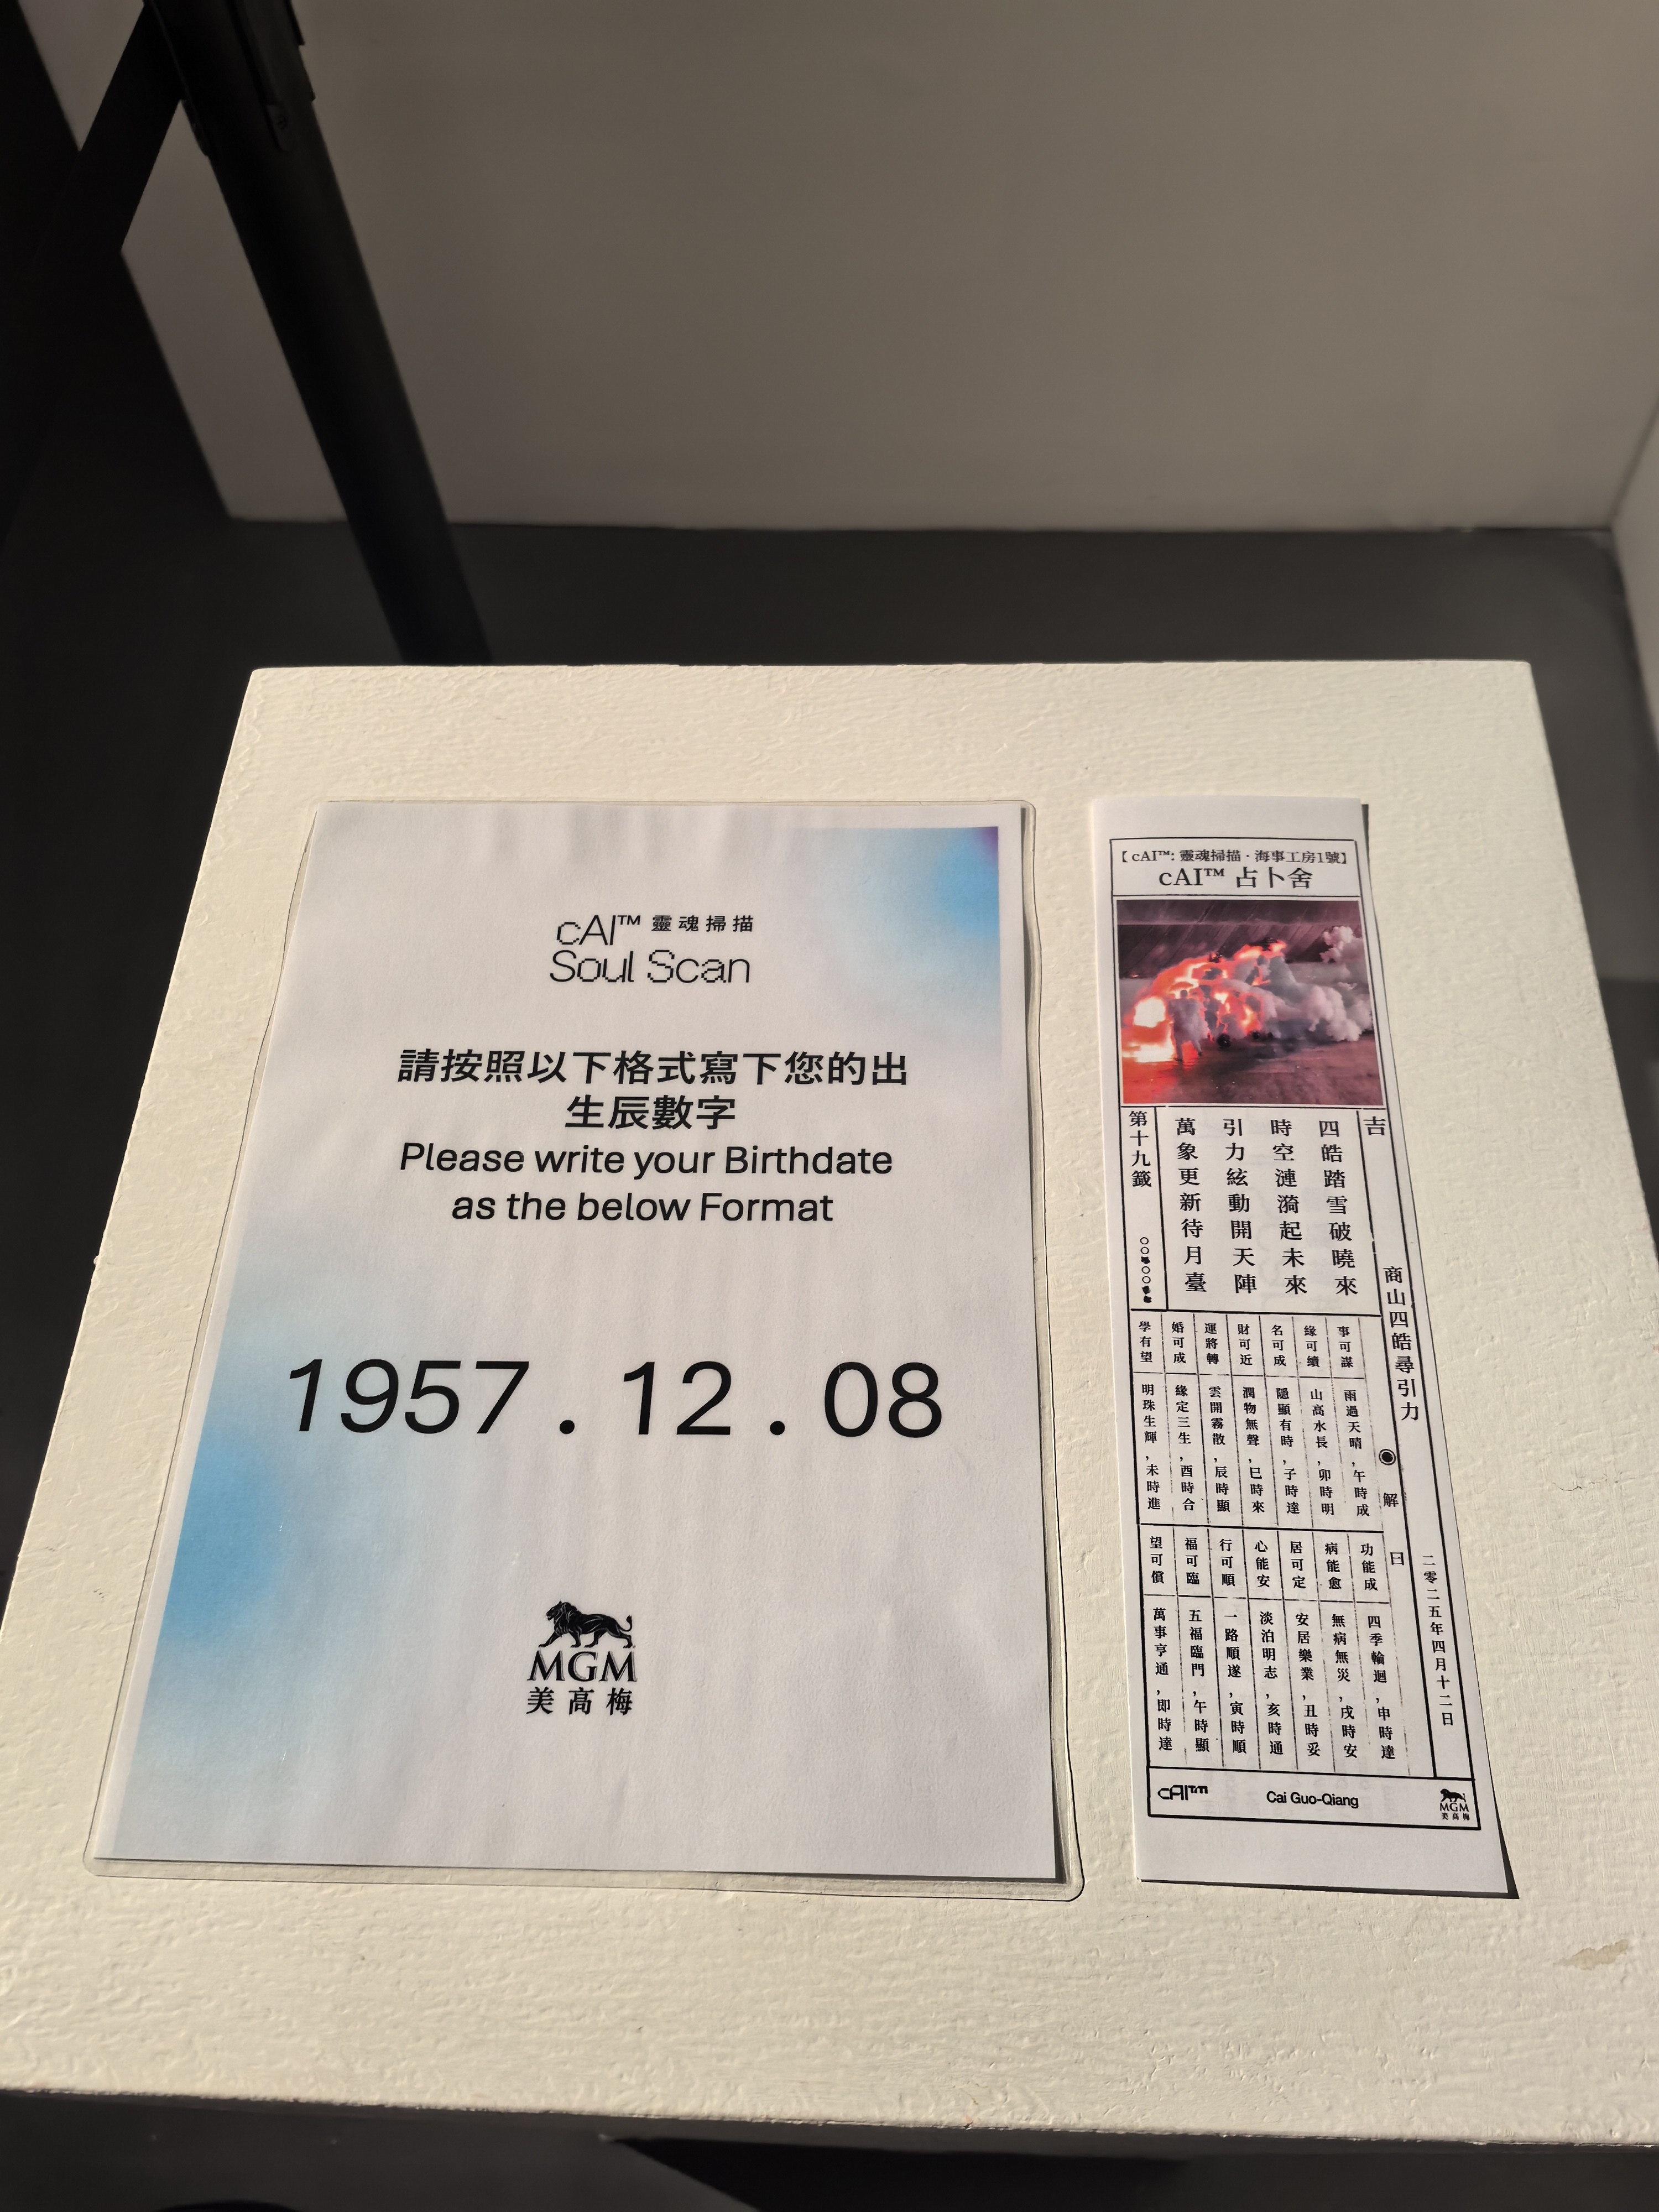 cAI™ 靈魂掃描
Soul Scan
請按照以下格式寫下您的出
生辰數字
Please write your Birthdate
as the below Format
1957 . 12 . 08
MGM
美高梅
【cAI™: 靈魂掃描·海事工房1號】
cAI™ 占卜舍
吉
四皓踏雪破曉來
時空漣漪起未來
引力絃動開天陣
萬象更新待月臺
第十九籤
商山四皓尋引力
◉解曰
二零二五年四月十二日
事可謀
雨過天晴,午時成
緣可續
山高水長,卯時明
名可成
隱顯有時,子時達
財可近
潤物無聲,巳時來
運將轉
雲開霧散,辰時顯
婚可成
緣定三生,酉時合
學有望
明珠生輝,未時進
功能成
四季輪迴,申時達
病能愈
無病無災,戌時安
居可定
安居樂業,丑時妥
心能安
淡泊明志,亥時通
行可順
一路順遂,寅時順
福可臨
五福臨門,午時顯
望可償
萬事亨通,即時達
cAI™
Cai Guo-Qiang
MGM
美高梅